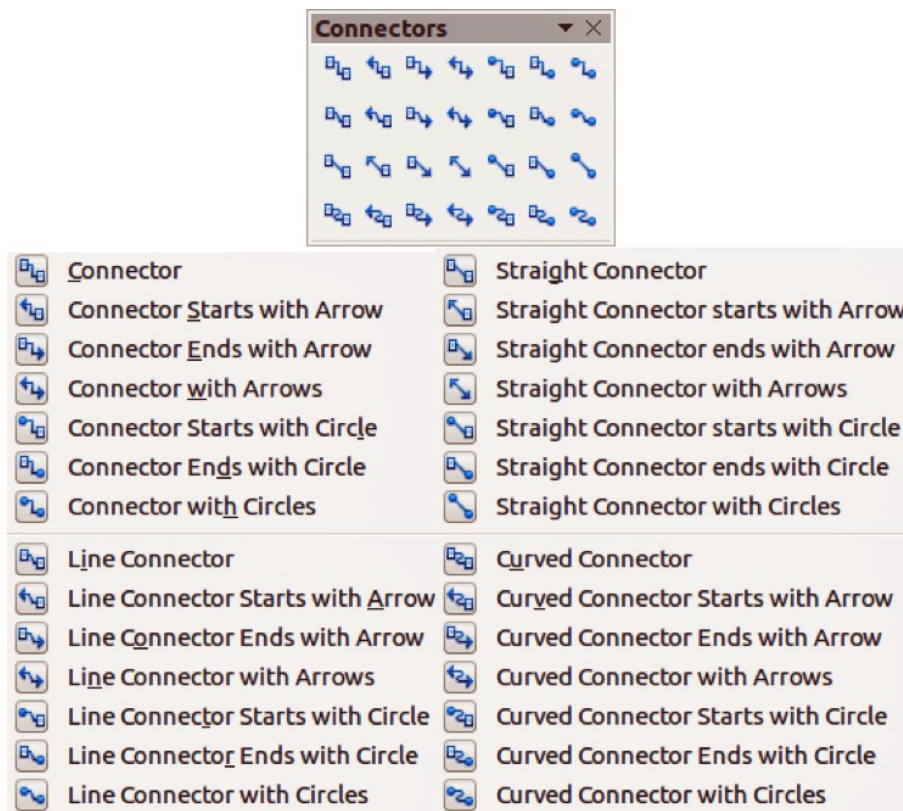 Connectors
Connector
Connector Starts with Arrow
Connector Ends with Arrow
Connector with Arrows
Connector Starts with Circle
Connector Ends with Circle
Connector with Circles
Straight Connector
Straight Connector starts with Arrow
Straight Connector ends with Arrow
Straight Connector with Arrows
Straight Connector starts with Circle
Straight Connector ends with Circle
Straight Connector with Circles
Line Connector
Line Connector Starts with Arrow
Line Connector Ends with Arrow
Line Connector with Arrows
Line Connector Starts with Circle
Line Connector Ends with Circle
Line Connector with Circles
Curved Connector
Curved Connector Starts with Arrow
Curved Connector Ends with Arrow
Curved Connector with Arrows
Curved Connector Starts with Circle
Curved Connector Ends with Circle
Curved Connector with Circles